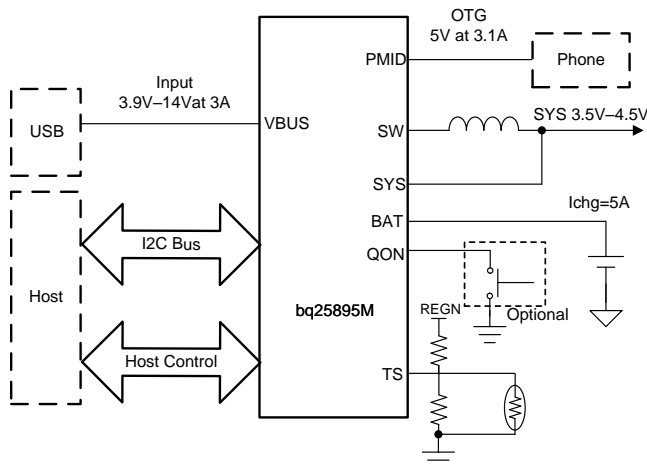 OTG
5V at 3.1A
PMID
Phone
Input
3.9V–14Vat 3A
USB
VBUS
SW
SYS 3.5V–4.5V
SYS
BAT
Ichg=5A
I2C Bus
QON
Host
bq25895M
REGN
Optional
Host Control
TS